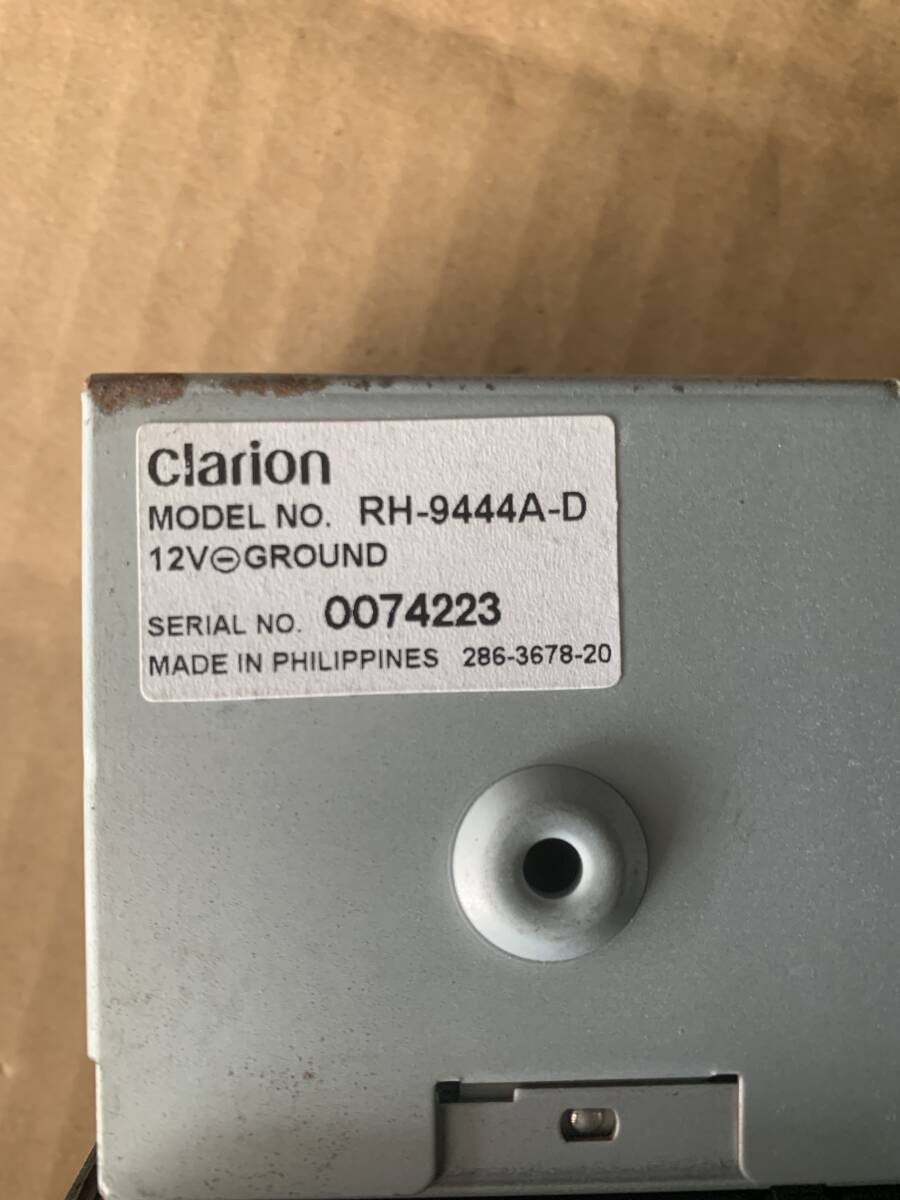 clarion
MODEL NO. RH-9444A-D
12V⊖GROUND
SERIAL NO. 0074223
MADE IN PHILIPPINES 286-3678-20